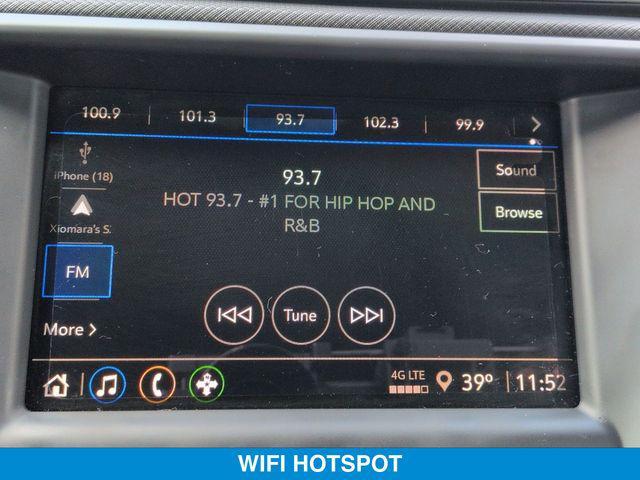 100.9 101.3 93.7 102.3 99.9
iPhone (18)
93.7
Sound
HOT 93.7 - #1 FOR HIP HOP AND
R&B
Xiomara's S
Browse
FM
Tune
More
4G LTE
39° 11:52
WIFI HOTSPOT